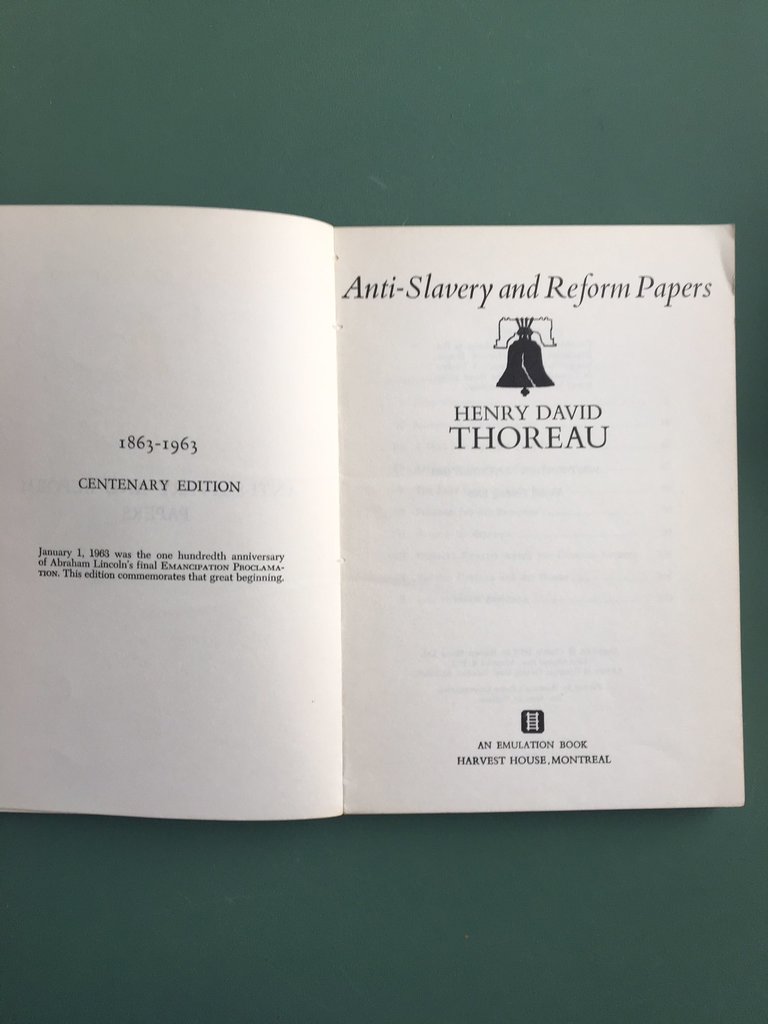 1863-1963
CENTENARY EDITION
January 1, 1963 was the one hundredth anniversary
of Abraham Lincoln's final EMANCIPATION PROCLAMA-
TION. This edition commemorates that great beginning.
Anti-Slavery and Reform Papers
HENRY DAVID
THOREAU
AN EMULATION BOOK
HARVEST HOUSE, MONTREAL